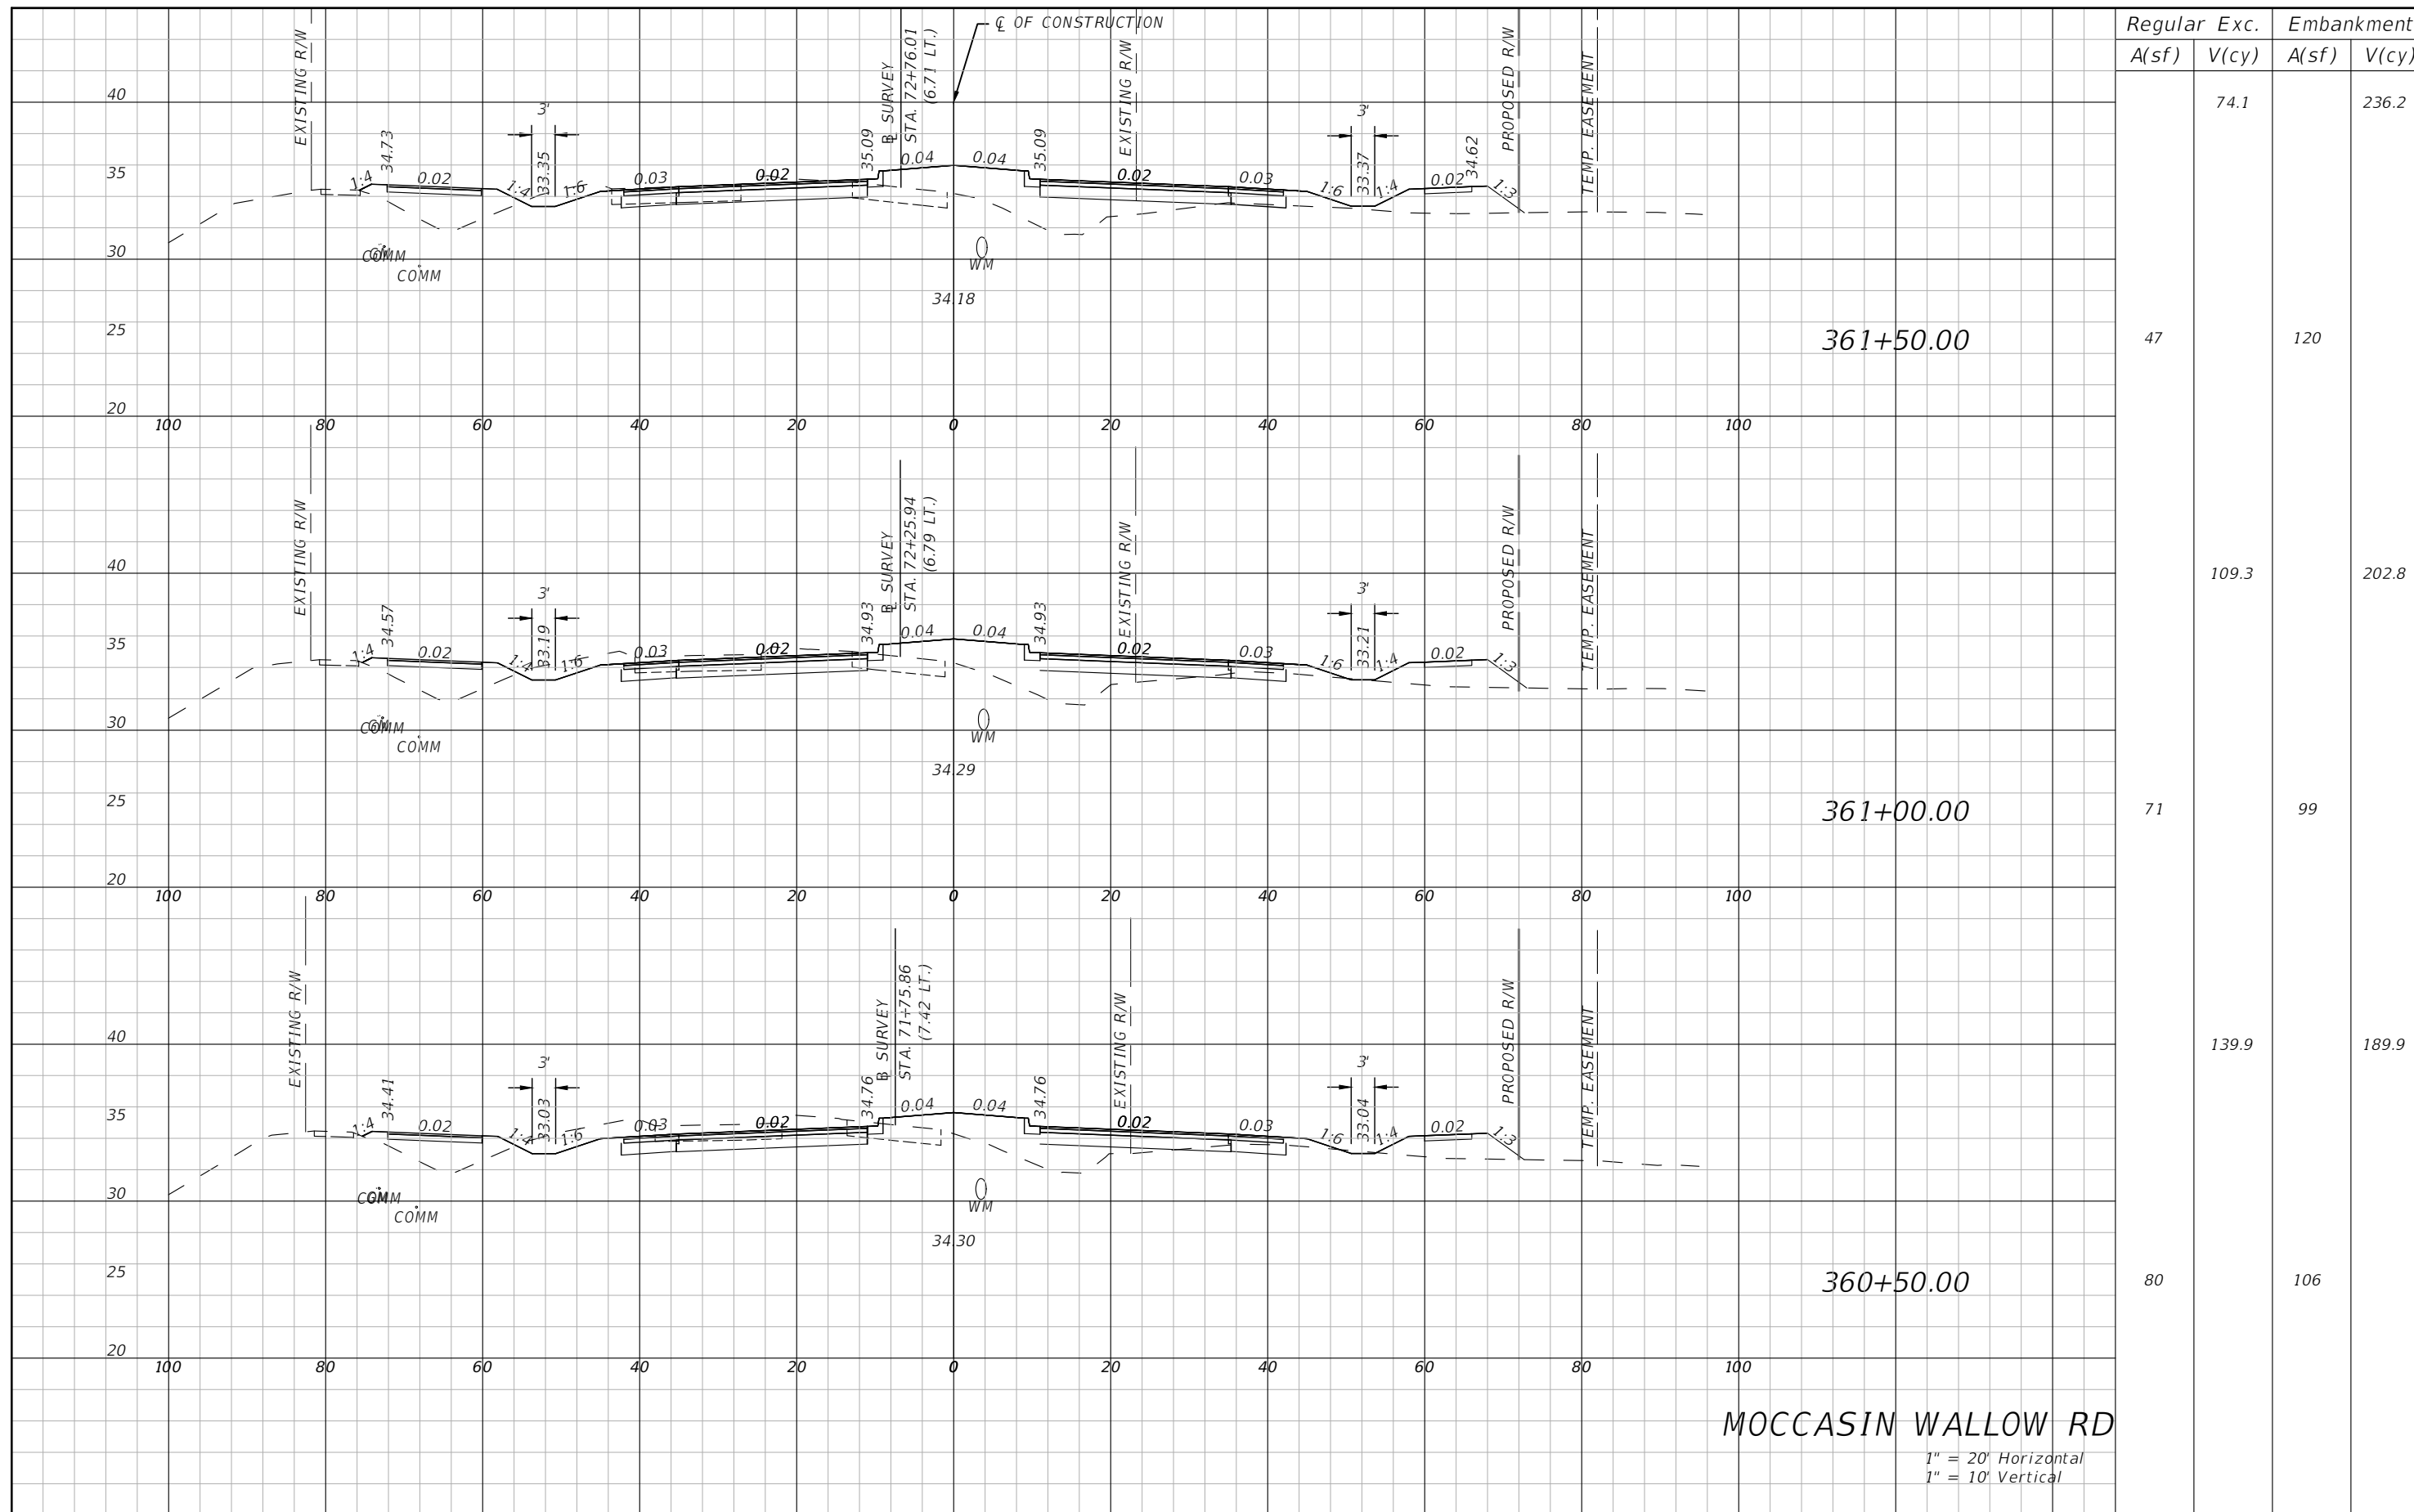 Regular Exc. Embankment
A(sf) V(cy) A(sf) V(cy)
℄ OF CONSTRUCTION
EXISTING R/W
℄ SURVEY
STA. 72+76.01
(6.71 LT.)
EXISTING R/W
PROPOSED R/W
TEMP. EASEMENT
40 74.1 236.2
3' 3'
34.73 33.35 35.09 35.09 33.37 34.62
35
1:4 0.02 1:4 1:6 0.03 0.02 0.04 0.04 0.02 0.03 1:6 1:4 0.02 1:3
30
COMM
COMM
WM
34.18
25
361+50.00 47 120
20
100 80 60 40 20 0 20 40 60 80 100
EXISTING R/W
SURVEY
STA. 72+25.94
(6.79 LT.)
EXISTING R/W
PROPOSED R/W
TEMP. EASEMENT
40 109.3 202.8
3' 3'
34.57 33.19 34.93 34.93 33.21
35
1:4 0.02 1:4 1:6 0.03 0.02 0.04 0.04 0.02 0.03 1:6 1:4 0.02 1:3
30
COMM
COMM
WM
34.29
25
361+00.00 71 99
20
100 80 60 40 20 0 20 40 60 80 100
EXISTING R/W
SURVEY
STA. 71+75.86
(7.42 LT.)
EXISTING R/W
PROPOSED R/W
TEMP. EASEMENT
40 139.9 189.9
3' 3'
34.41 33.03 34.76 34.76 33.04
35
1:4 0.02 1:4 1:6 0.03 0.02 0.04 0.04 0.02 0.03 1:6 1:4 0.02 1:3
30
COMM
COMM
WM
34.30
25
360+50.00 80 106
20
100 80 60 40 20 0 20 40 60 80 100
MOCCASIN WALLOW RD
1" = 20' Horizontal
1" = 10' Vertical